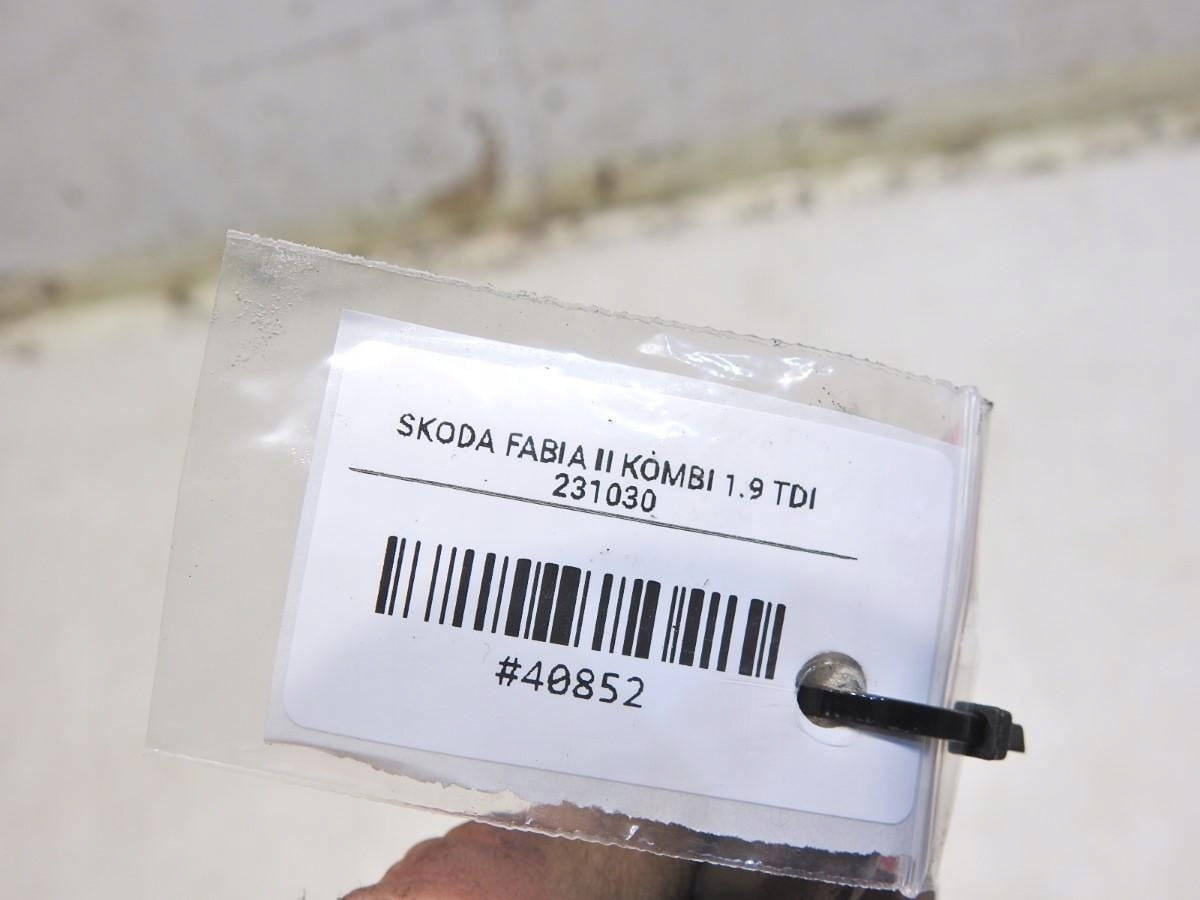 SKODA FABIA II KOMBI 1.9 TDI
231030
#40852